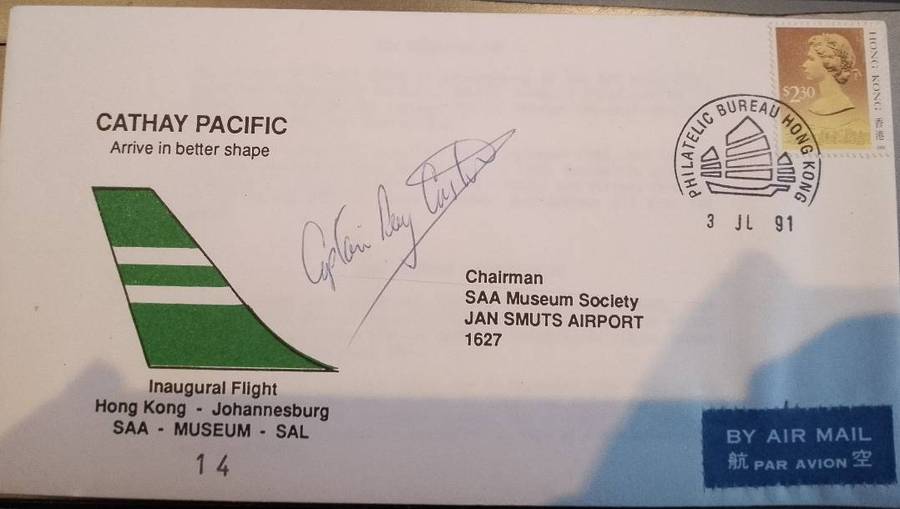 CATHAY PACIFIC
Arrive in better shape
HONG KONG 香港
$2.30
PHILATELIC BUREAU HONG KONG
3 JL 91
Captain Ray
Chairman
SAA Museum Society
JAN SMUTS AIRPORT
1627
Inaugural Flight
Hong Kong - Johannesburg
SAA - MUSEUM - SAL
14
BY AIR MAIL
航 PAR AVION 空